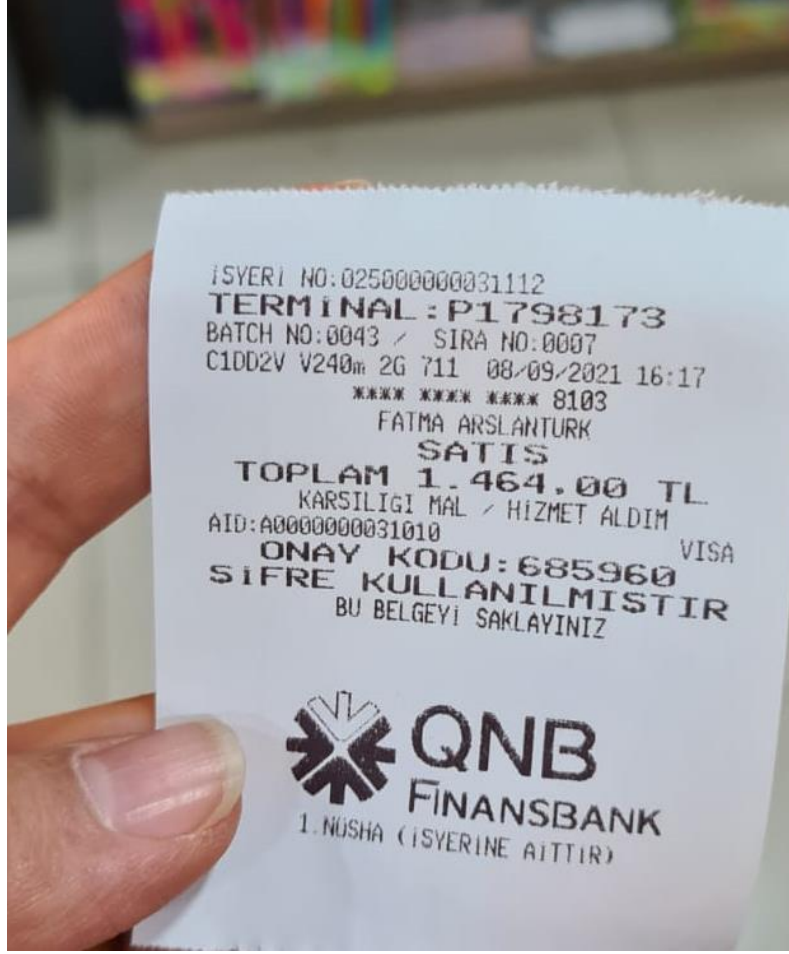 İSYERİ NO:025000000031112
TERMİNAL:P1798173
BATCH NO:0043 / SIRA NO:0007
C1DD2V V240m 2G 711 08/09/2021 16:17
**** **** **** 8103
FATMA ARSLANTURK
SATIS
TOPLAM 1.464.00 TL
KARSILIGI MAL / HİZMET ALDIM
AID:A0000000031010 VISA
ONAY KODU:685960
SİFRE KULLANILMISTIR
BU BELGEYİ SAKLAYINIZ
QNB
FINANSBANK
1.NÜSHA (İSYERİNE AİTTİR)